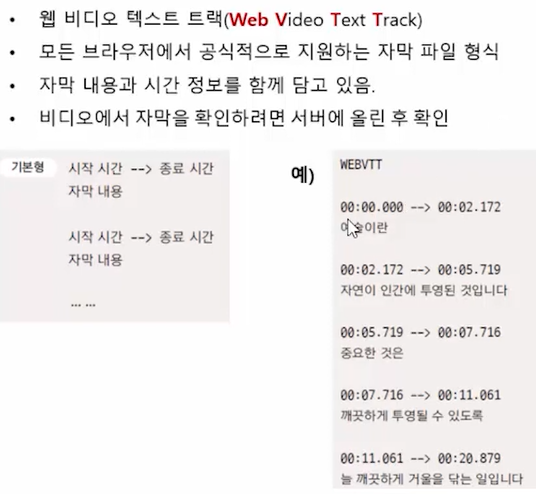 • 웹 비디오 텍스트 트랙(Web Video Text Track)
• 모든 브라우저에서 공식적으로 지원하는 자막 파일 형식
• 자막 내용과 시간 정보를 함께 담고 있음.
• 비디오에서 자막을 확인하려면 서버에 올린 후 확인
기본형
시작 시간 --> 종료 시간
자막 내용
시작 시간 --> 종료 시간
자막 내용
... ...
예)
WEBVTT
00:00.000 --> 00:02.172
00:02.172 --> 00:05.719
자연이 인간에 투영된 것입니다
00:05.719 --> 00:07.716
중요한 것은
00:07.716 --> 00:11.061
깨끗하게 투영될 수 있도록
00:11.061 --> 00:20.879
늘 깨끗하게 거울을 닦는 일입니다